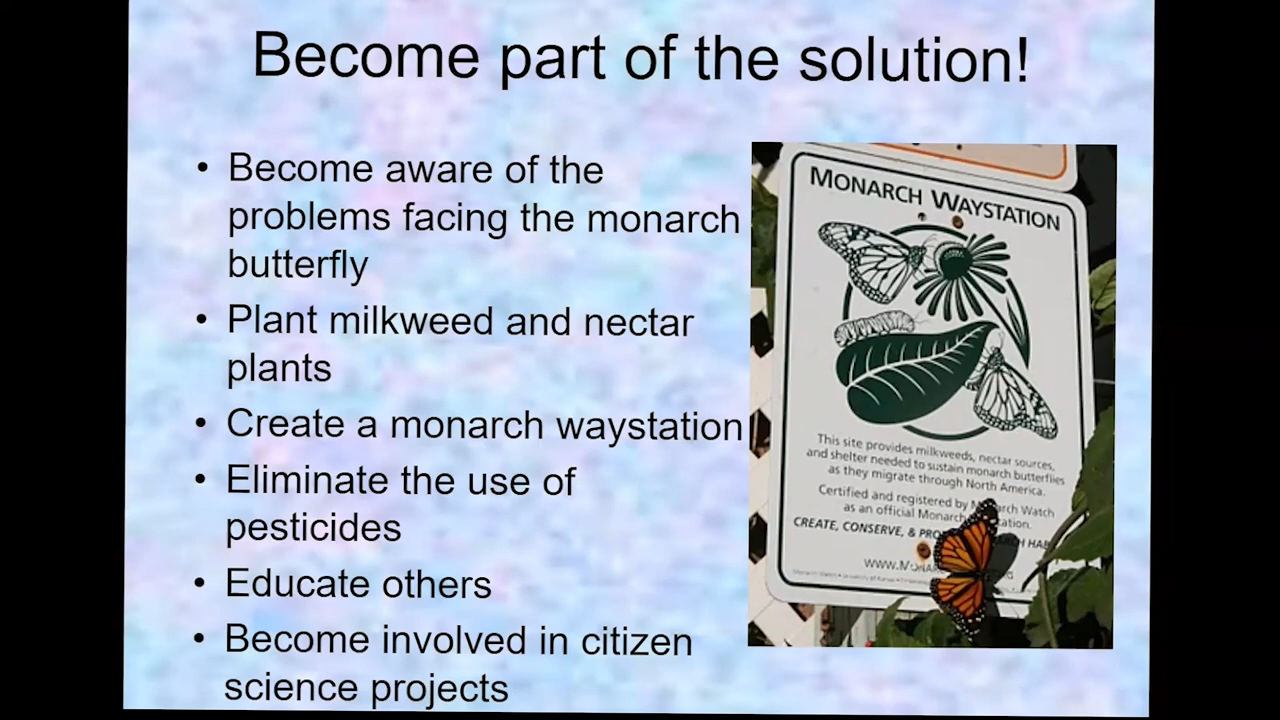 Become part of the solution!
• Become aware of the
problems facing the monarch
butterfly
• Plant milkweed and nectar
plants
• Create a monarch waystation
• Eliminate the use of
pesticides
• Educate others
• Become involved in citizen
science projects
MONARCH WAYSTATION
This site provides milkweeds, nectar sources,
and shelter needed to sustain monarch butterflies
as they migrate through North America.
Certified and registered by Watch
as an official
CREATE, CONSERVE, &